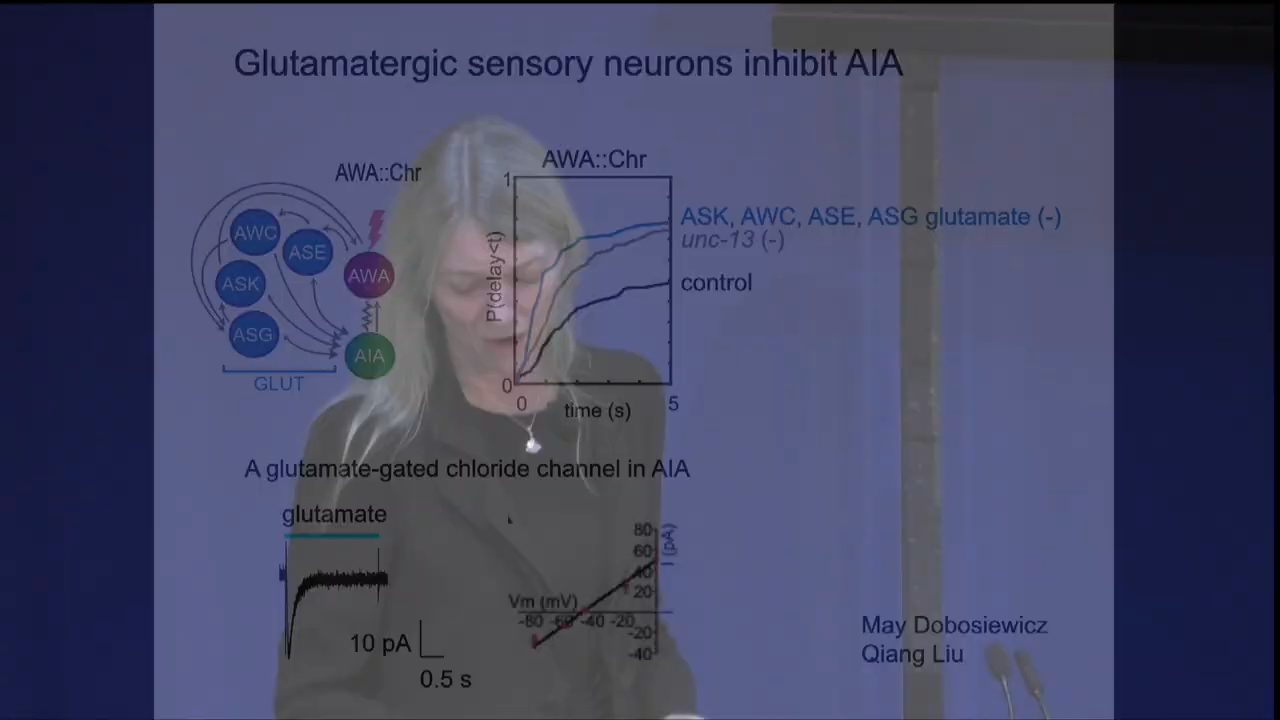 Glutamatergic sensory neurons inhibit AIA
AWA::Chr
AWC
ASE
ASK
AWA
ASG
AIA
GLUT
AWA::Chr
1
P(delay<t)
0
0
5
time (s)
ASK, AWC, ASE, ASG glutamate (-)
unc-13 (-)
control
A glutamate-gated chloride channel in AIA
glutamate
10 pA
0.5 s
80
60
40
20
-20
-40
I (pA)
Vm (mV)
-80 -60 -40 -20
May Dobosiewicz
Qiang Liu